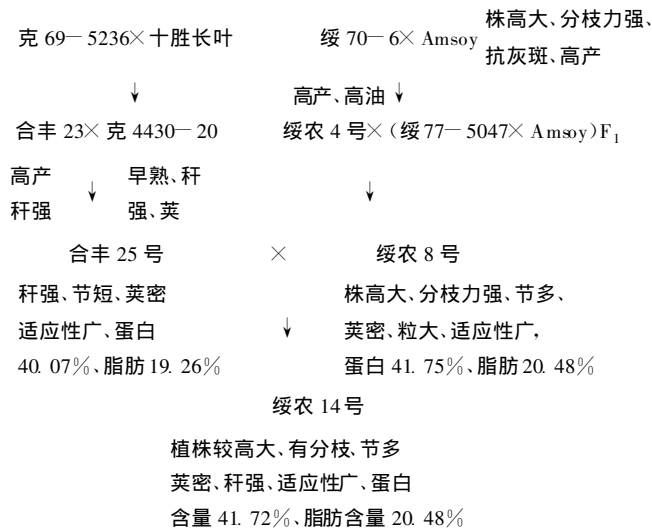 克 69—5236× 十胜长叶
绥 70—6× Amsoy 株高大、分枝力强、
抗灰斑、高产
↓
高产、高油 ↓
合丰 23× 克 4430—20
绥农 4 号×(绥 77—5047× Amsoy)F₁
高产
秆强
↓
早熟、秆
强、荚
↓
合丰 25 号 × 绥农 8 号
秆强、节短、荚密
适应性广、蛋白
40. 07%、脂肪 19. 26%
↓
株高大、分枝力强、节多、
荚密、粒大、适应性广,
蛋白 41. 75%、脂肪 20. 48%
绥农 14 号
植株较高大、有分枝、节多
荚密、秆强、适应性广、蛋白
含量 41. 72%、脂肪含量 20. 48%